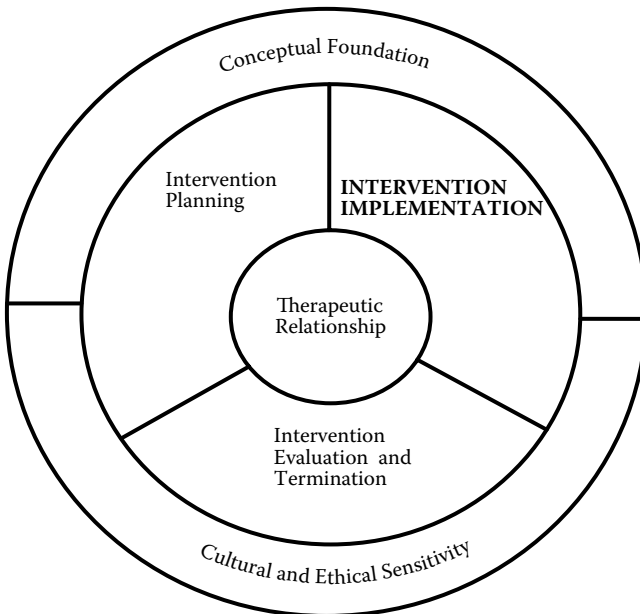 Conceptual Foundation
Intervention
Planning
INTERVENTION
IMPLEMENTATION
Therapeutic
Relationship
Intervention
Evaluation and
Termination
Cultural and Ethical Sensitivity